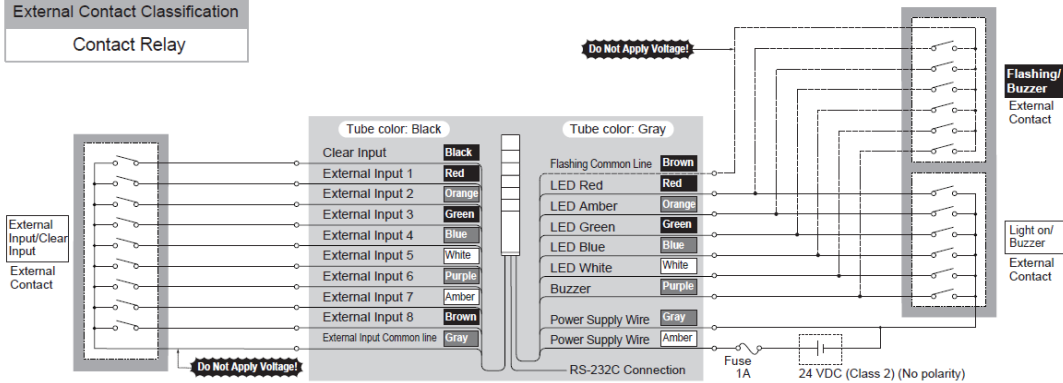 External Contact Classification
Contact Relay
Do Not Apply Voltage!
Flashing/
Buzzer
External
Contact
Tube color: Black
Tube color: Gray
Clear Input Black
External Input 1 Red
External Input 2 Orange
External Input 3 Green
External Input 4 Blue
External Input 5 White
External Input 6 Purple
External Input 7 Amber
External Input 8 Brown
External Input Common line Gray
Flashing Common Line Brown
LED Red Red
LED Amber Orange
LED Green Green
LED Blue Blue
LED White White
Buzzer Purple
Power Supply Wire Gray
Power Supply Wire Amber
External
Input/Clear
Input
External
Contact
Light on/
Buzzer
External
Contact
Do Not Apply Voltage!
RS-232C Connection
Fuse
1A
24 VDC (Class 2) (No polarity)